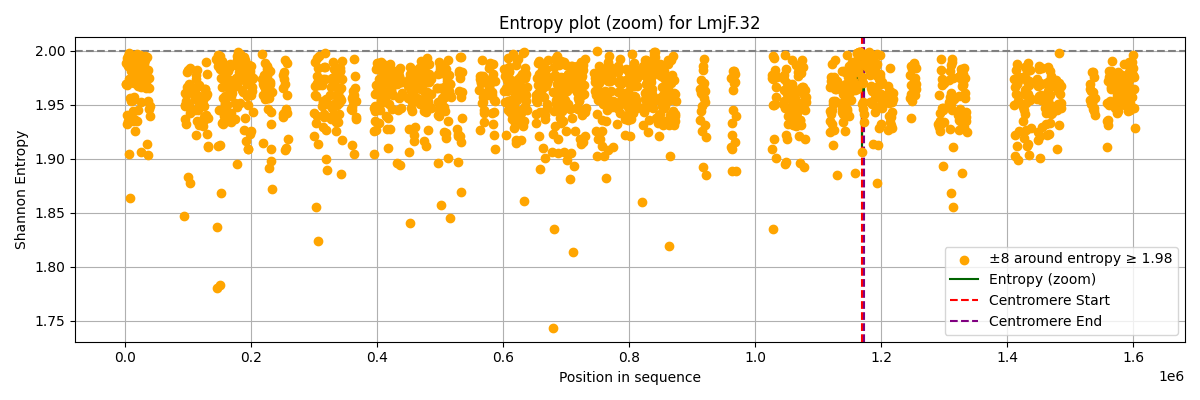 Entropy plot (zoom) for LmjF.32
Shannon Entropy
2.00
1.95
1.90
1.85
1.80
1.75
±8 around entropy ≥ 1.98
Entropy (zoom)
Centromere Start
Centromere End
0.0 0.2 0.4 0.6 0.8 1.0 1.2 1.4 1.6
1e6
Position in sequence